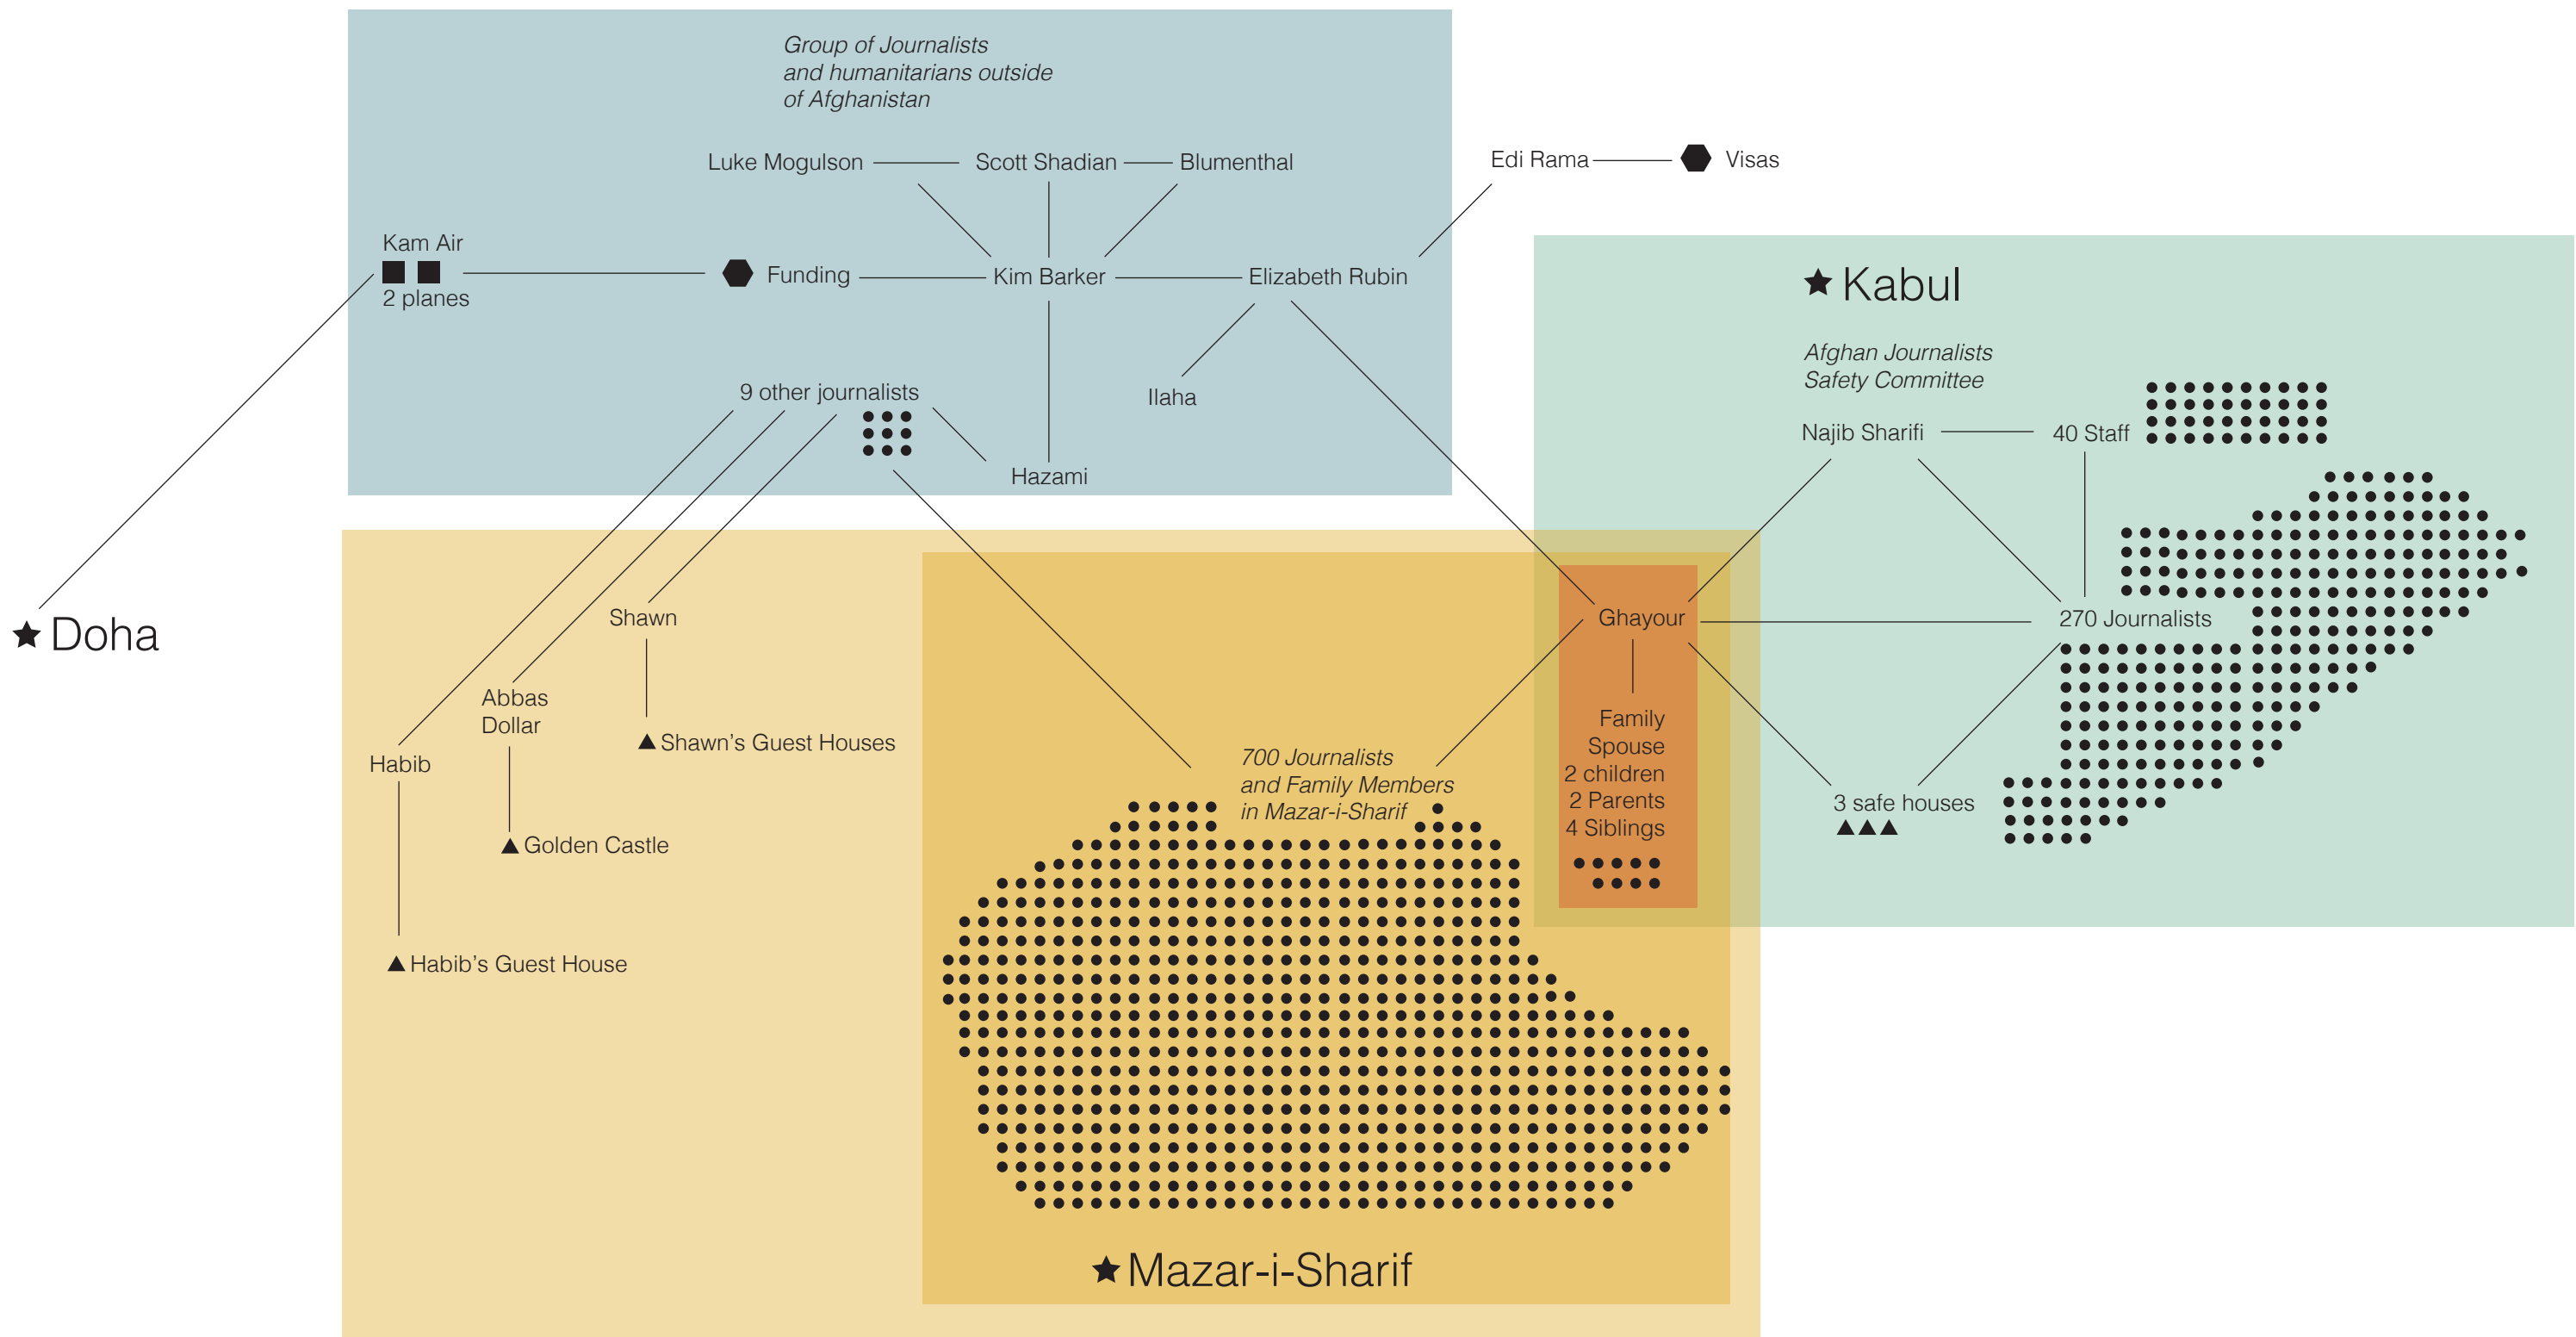 Group of Journalists
and humanitarians outside
of Afghanistan
Luke Mogulson
Scott Shadian
Blumenthal
Edi Rama
Visas
Kam Air
2 planes
Funding
Kim Barker
Elizabeth Rubin
Kabul
Afghan Journalists
Safety Committee
9 other journalists
Ilaha
Najib Sharifi
40 Staff
Hazami
Doha
Shawn
Ghayour
270 Journalists
Abbas
Dollar
Shawn's Guest Houses
Habib
700 Journalists
and Family Members
in Mazar-i-Sharif
Family
Spouse
2 children
2 Parents
4 Siblings
3 safe houses
Golden Castle
Habib's Guest House
Mazar-i-Sharif